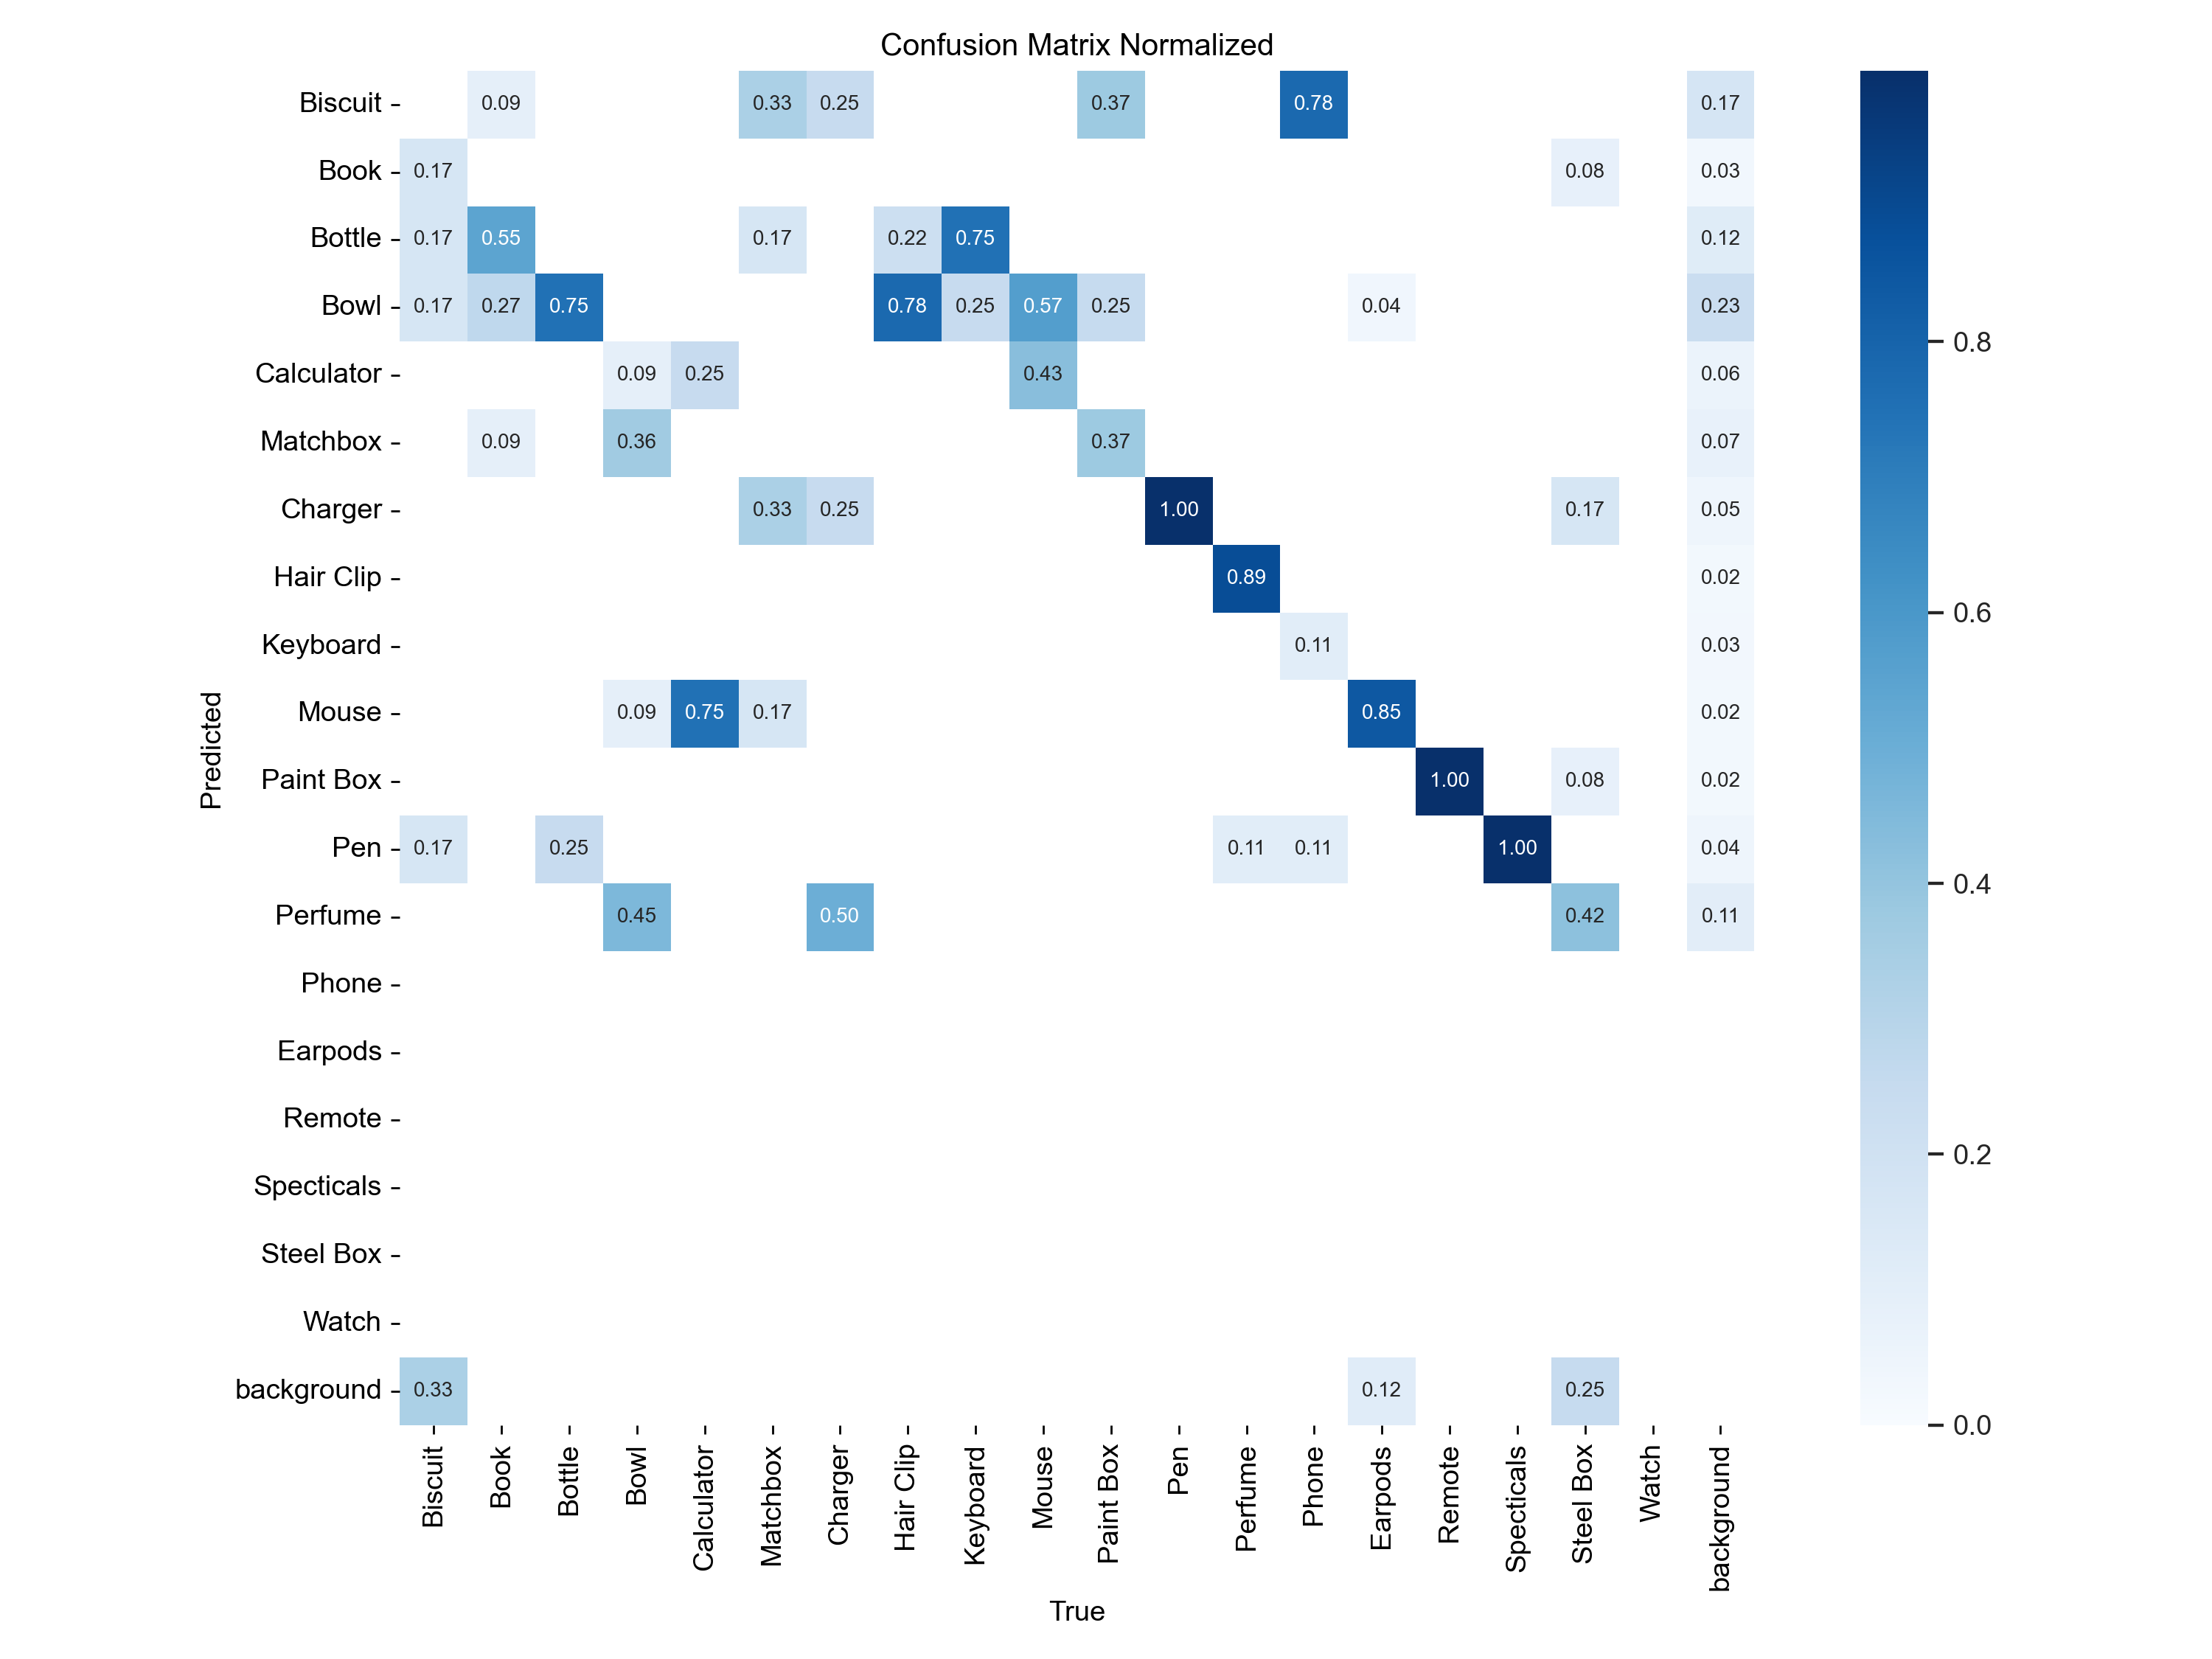 Confusion Matrix Normalized
Biscuit 0.09 0.33 0.25 0.37 0.78 0.17
Book 0.17 0.08 0.03
Bottle 0.17 0.55 0.17 0.22 0.75 0.12
Bowl 0.17 0.27 0.75 0.78 0.25 0.57 0.25 0.04 0.23
0.8
Calculator 0.09 0.25 0.43 0.06
Matchbox 0.09 0.36 0.37 0.07
Charger 0.33 0.25 1.00 0.17 0.05
Hair Clip 0.89 0.02
0.6
Keyboard 0.11 0.03
Mouse 0.09 0.75 0.17 0.85 0.02
Predicted
Paint Box 1.00 0.08 0.02
Pen 0.17 0.25 0.11 0.11 1.00 0.04
0.4
Perfume 0.45 0.50 0.42 0.11
Phone
Earpods
Remote
0.2
Specticals
Steel Box
Watch
background 0.33 0.12 0.25
0.0
Biscuit
Book
Bottle
Bowl
Calculator
Matchbox
Charger
Hair Clip
Keyboard
Mouse
Paint Box
Pen
Perfume
Phone
Earpods
Remote
Specticals
Steel Box
Watch
background
True